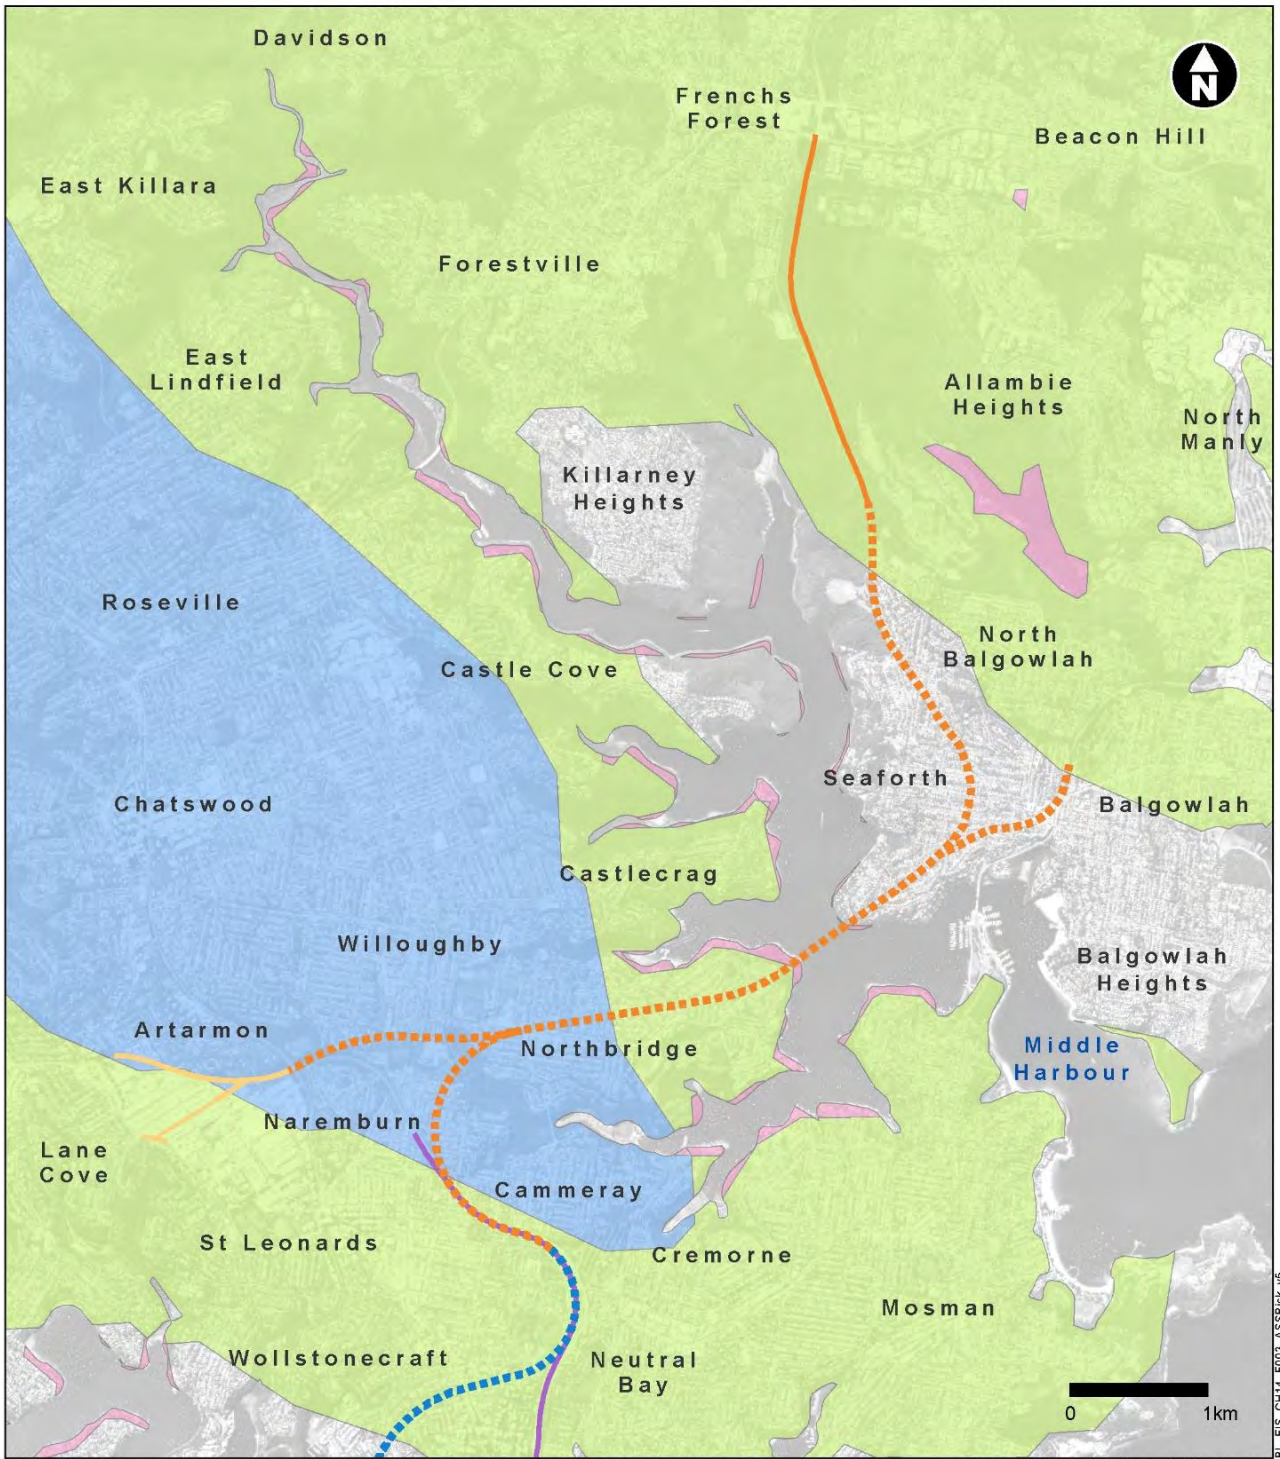 Davidson
Frenchs
Forest
N
Beacon Hill
East Killara
Forestville
East
Lindfield
Allambie
Heights
North
Manly
Killarney
Heights
Roseville
North
Balgowlah
Castle Cove
Seaforth
Chatswood
Balgowlah
Castlecrag
Willoughby
Balgowlah
Heights
Artarmon
Northbridge
Middle
Harbour
Naremburn
Lane
Cove
Cammeray
St Leonards
Cremorne
Mosman
Wollstonecraft
Neutral
Bay
0
1km